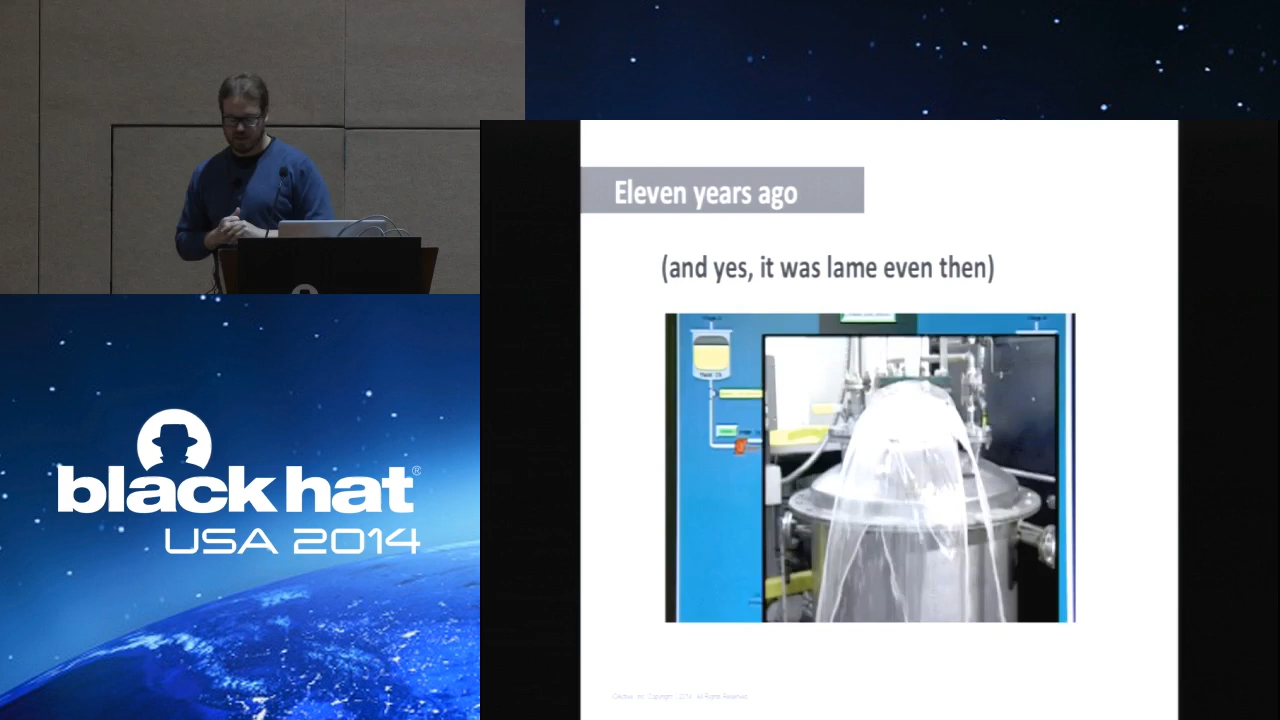 Eleven years ago
(and yes, it was lame even then)
black hat®
USA 2014